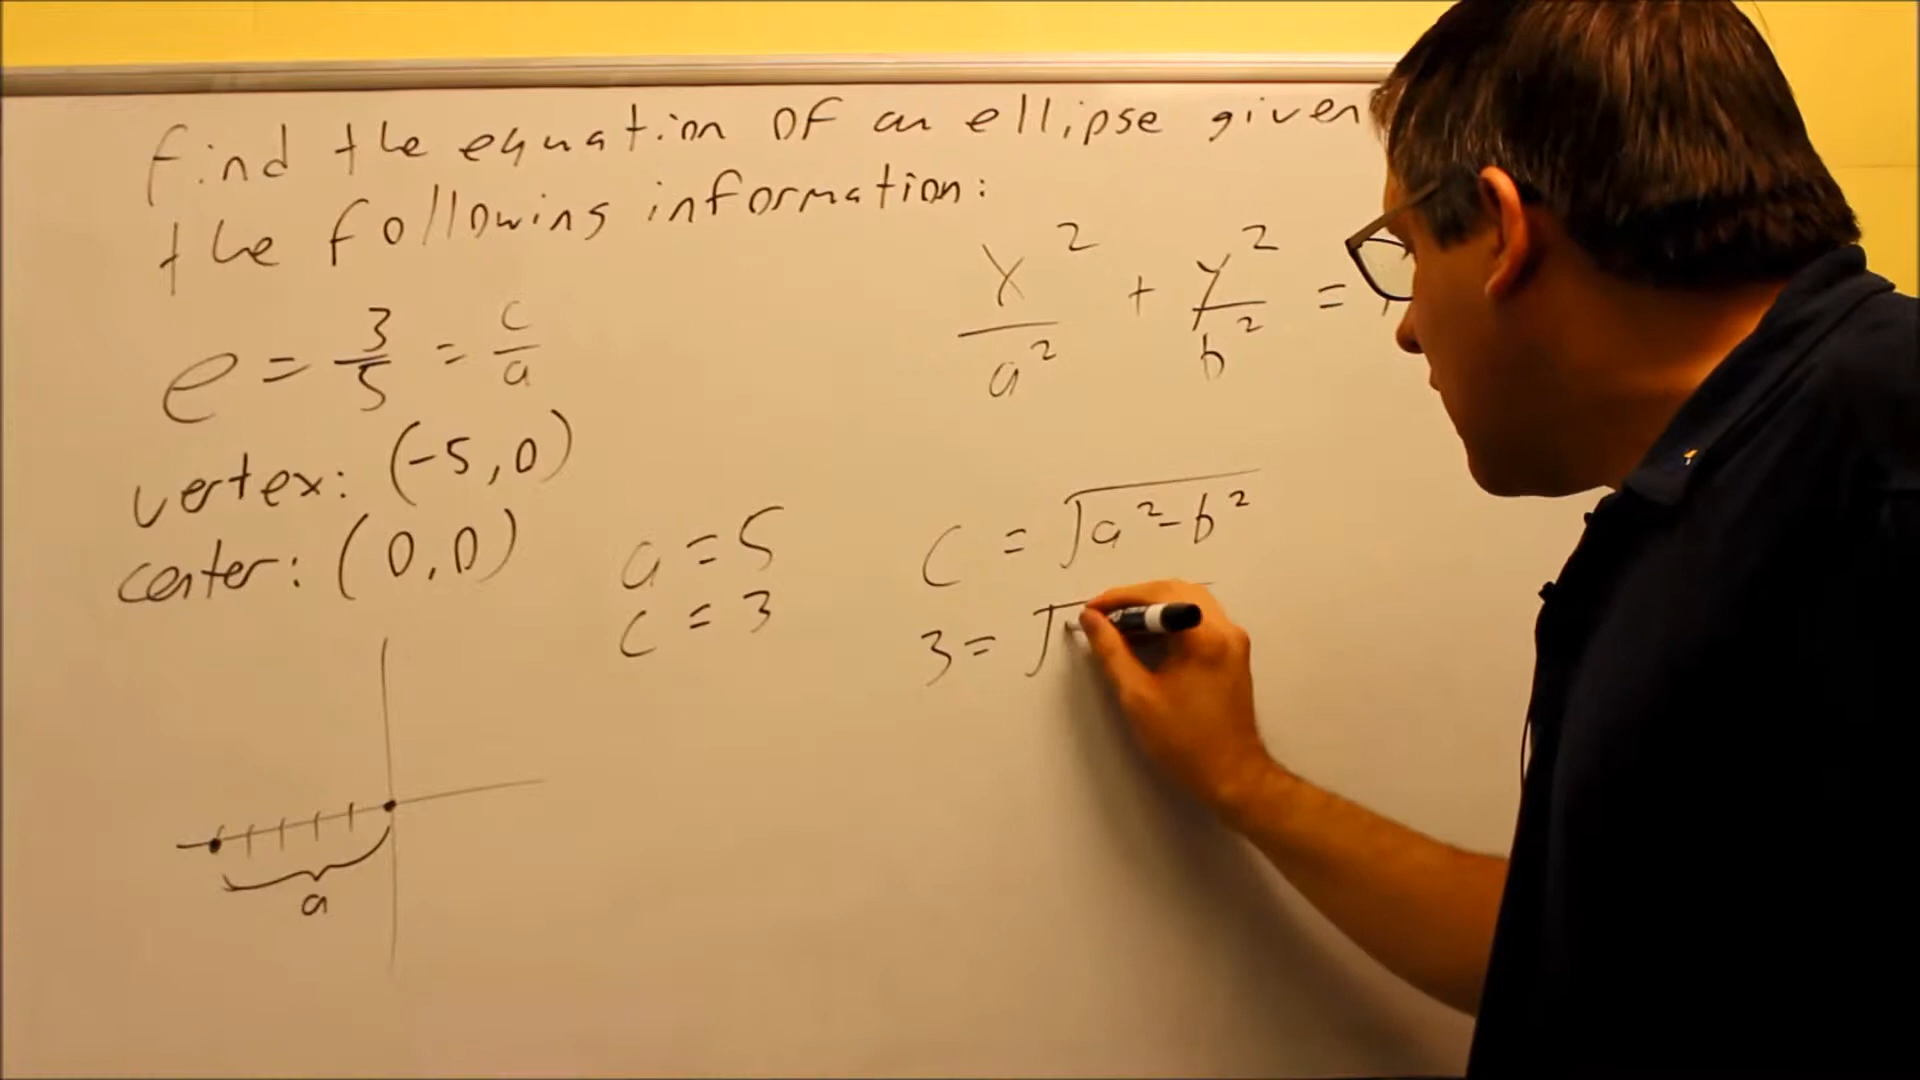 find the equation of an ellipse given
the following information:
e = 3/5 = c/a
x²/a² + y²/b² =
vertex: (-5,0)
center: (0,0)
a = 5
c = 3
c = √a²-b²
3 = √
a